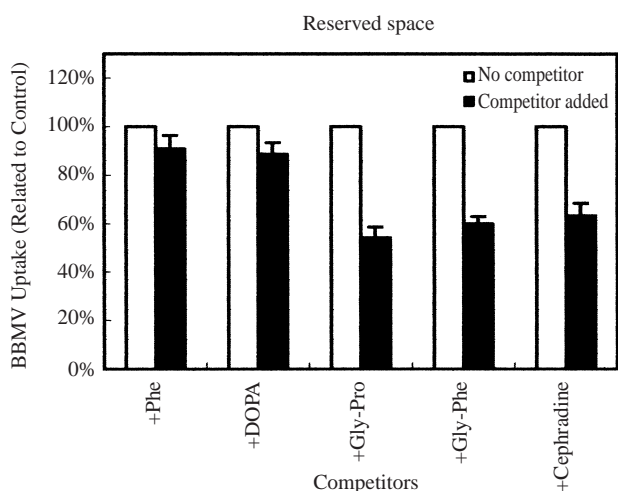 Reserved space
BBMV Uptake (Related to Control)
120%
100%
80%
60%
40%
20%
0%
No competitor
Competitor added
+Phe
+DOPA
+Gly-Pro
+Gly-Phe
+Cephradine
Competitors